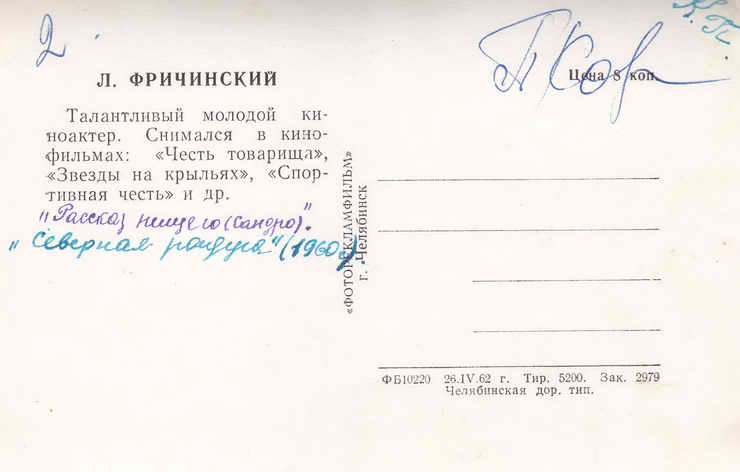 2
К.П.
Л. ФРИЧИНСКИЙ
Цена 8 коп.
Талантливый молодой ки-
ноактер. Снимался в кино-
фильмах: «Честь товарища»,
«Звезды на крыльях», «Спор-
тивная честь» и др.
"Рассказ нищего (Сандро)".
"Северная радуга" (1960г.
«ФОТОРЕКЛАМФИЛЬМ»
г. Челябинск
ФБ10220 26.IV.62 г. Тир. 5200. Зак. 2979
Челябинская дор. тип.